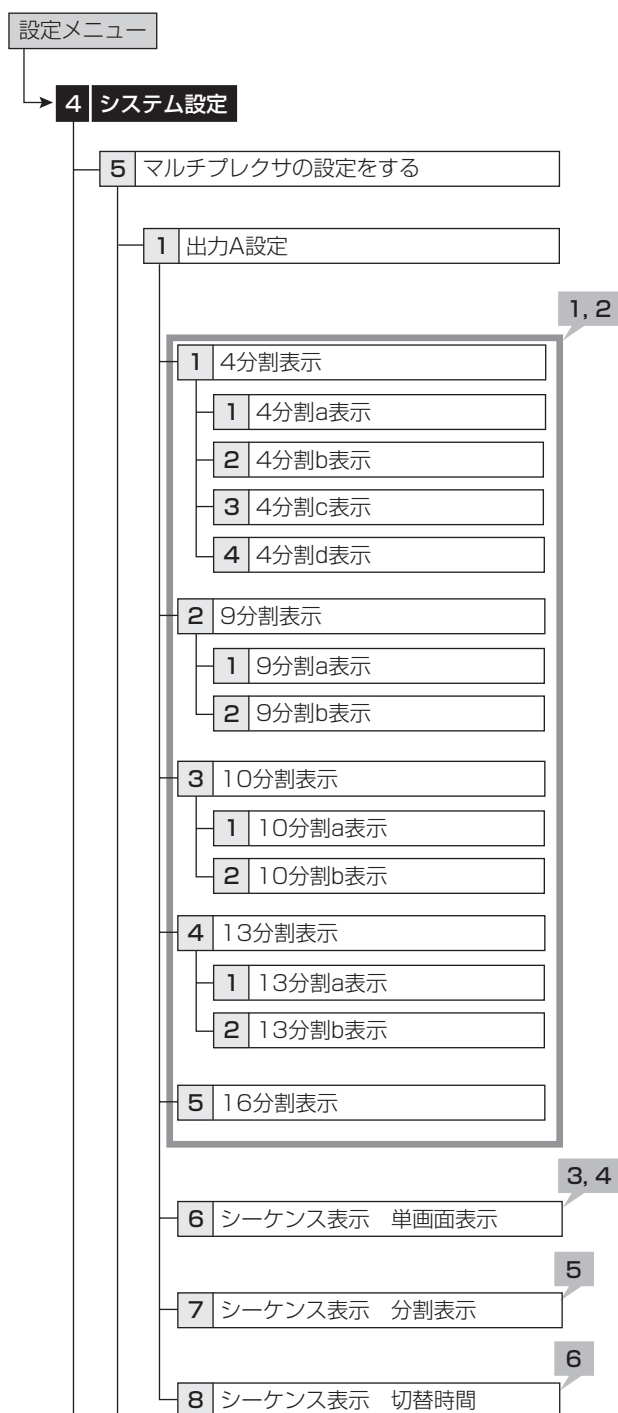 設定メニュー
4 システム設定
5 マルチプレクサの設定をする
1 出力A設定
1, 2
1 4分割表示
1 4分割a表示
2 4分割b表示
3 4分割c表示
4 4分割d表示
2 9分割表示
1 9分割a表示
2 9分割b表示
3 10分割表示
1 10分割a表示
2 10分割b表示
4 13分割表示
1 13分割a表示
2 13分割b表示
5 16分割表示
3, 4
6 シーケンス表示　単画面表示
5
7 シーケンス表示　分割表示
6
8 シーケンス表示　切替時間